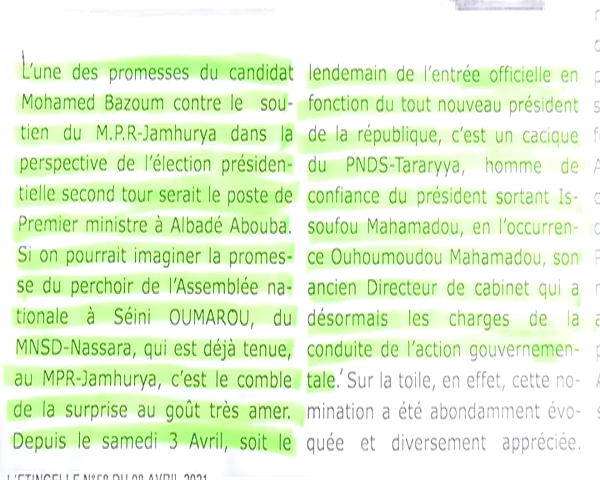 L'une des promesses du candidat
Mohamed Bazoum contre le sou-
tien du M.P.R-Jamhurya dans la
perspective de l'élection présiden-
tielle second tour serait le poste de
Premier ministre à Albadé Abouba.
Si on pourrait imaginer la promes-
se du perchoir de l'Assemblée na-
tionale à Séini OUMAROU, du
MNSD-Nassara, qui est déjà tenue,
au MPR-Jamhurya, c'est le comble
de la surprise au goût très amer.
Depuis le samedi 3 Avril, soit le
lendemain de l'entrée officielle en
fonction du tout nouveau président
de la république, c'est un cacique
du PNDS-Tararyya, homme de
confiance du président sortant Is-
soufou Mahamadou, en l'occurren-
ce Ouhoumoudou Mahamadou, son
ancien Directeur de cabinet qui a
désormais les charges de la
conduite de l'action gouvernemen-
tale. Sur la toile, en effet, cette no-
mination a été abondamment évo-
quée et diversement appréciée.
L'ETINCELLE N°58 DU 08 AVRIL 2021